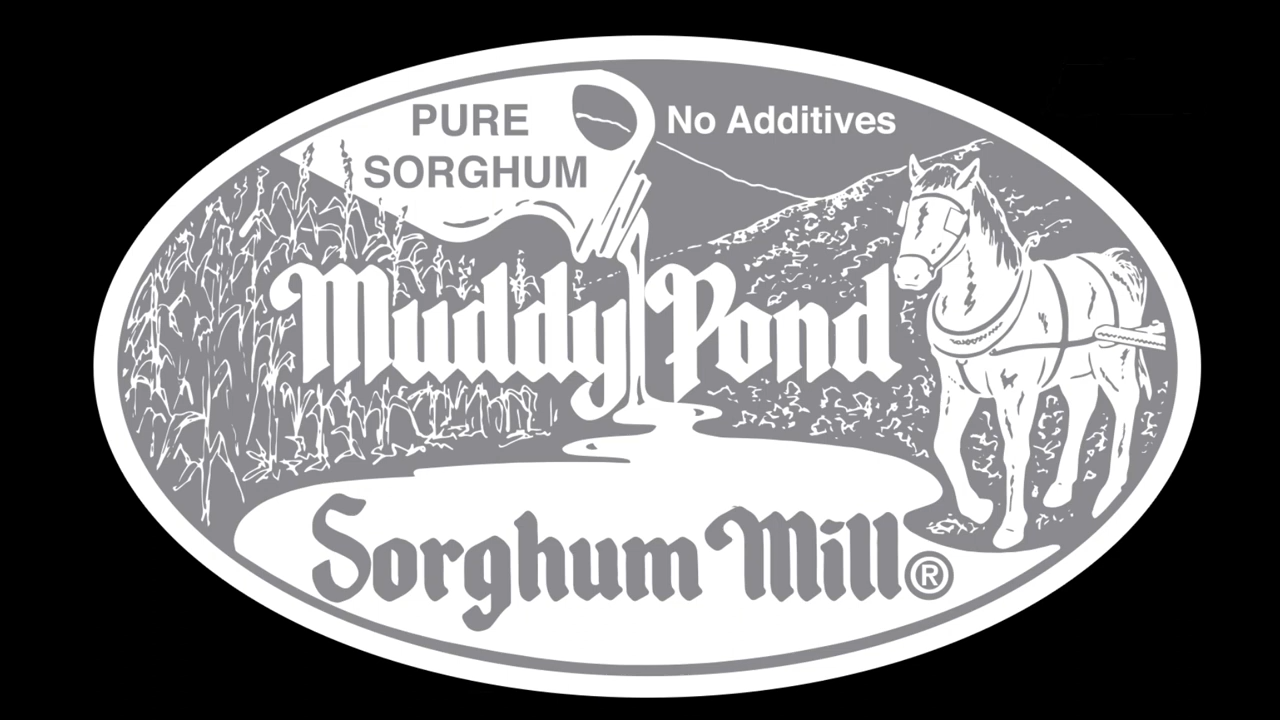 PURE
SORGHUM
No Additives
Muddy Pond
Sorghum Mill®